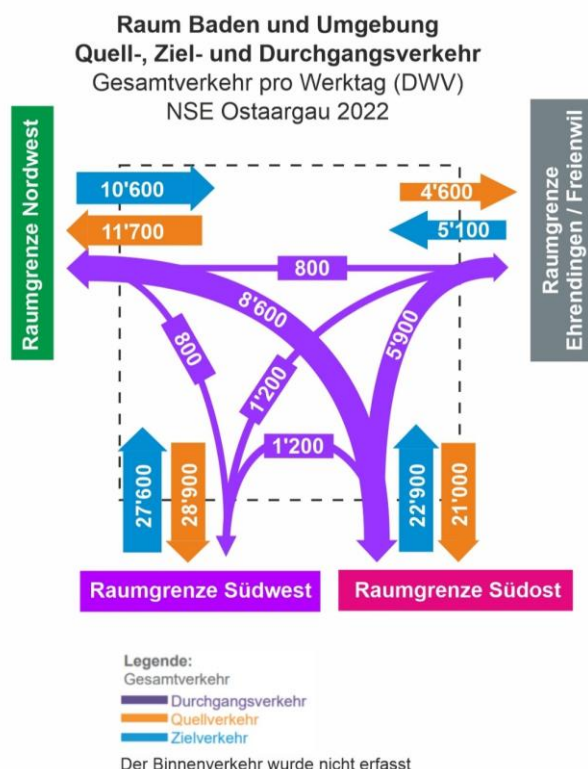 Raum Baden und Umgebung
Quell-, Ziel- und Durchgangsverkehr
Gesamtverkehr pro Werktag (DWV)
NSE Ostaargau 2022
Raumgrenze Nordwest
10'600
11'700
4'600
5'100
Raumgrenze
Ehrendingen / Freienwil
800
8'600
5'900
800
1'200
1'200
27'600
28'900
22'900
21'000
Raumgrenze Südwest
Raumgrenze Südost
Legende:
Gesamtverkehr
Durchgangsverkehr
Quellverkehr
Zielverkehr
Der Binnenverkehr wurde nicht erfasst